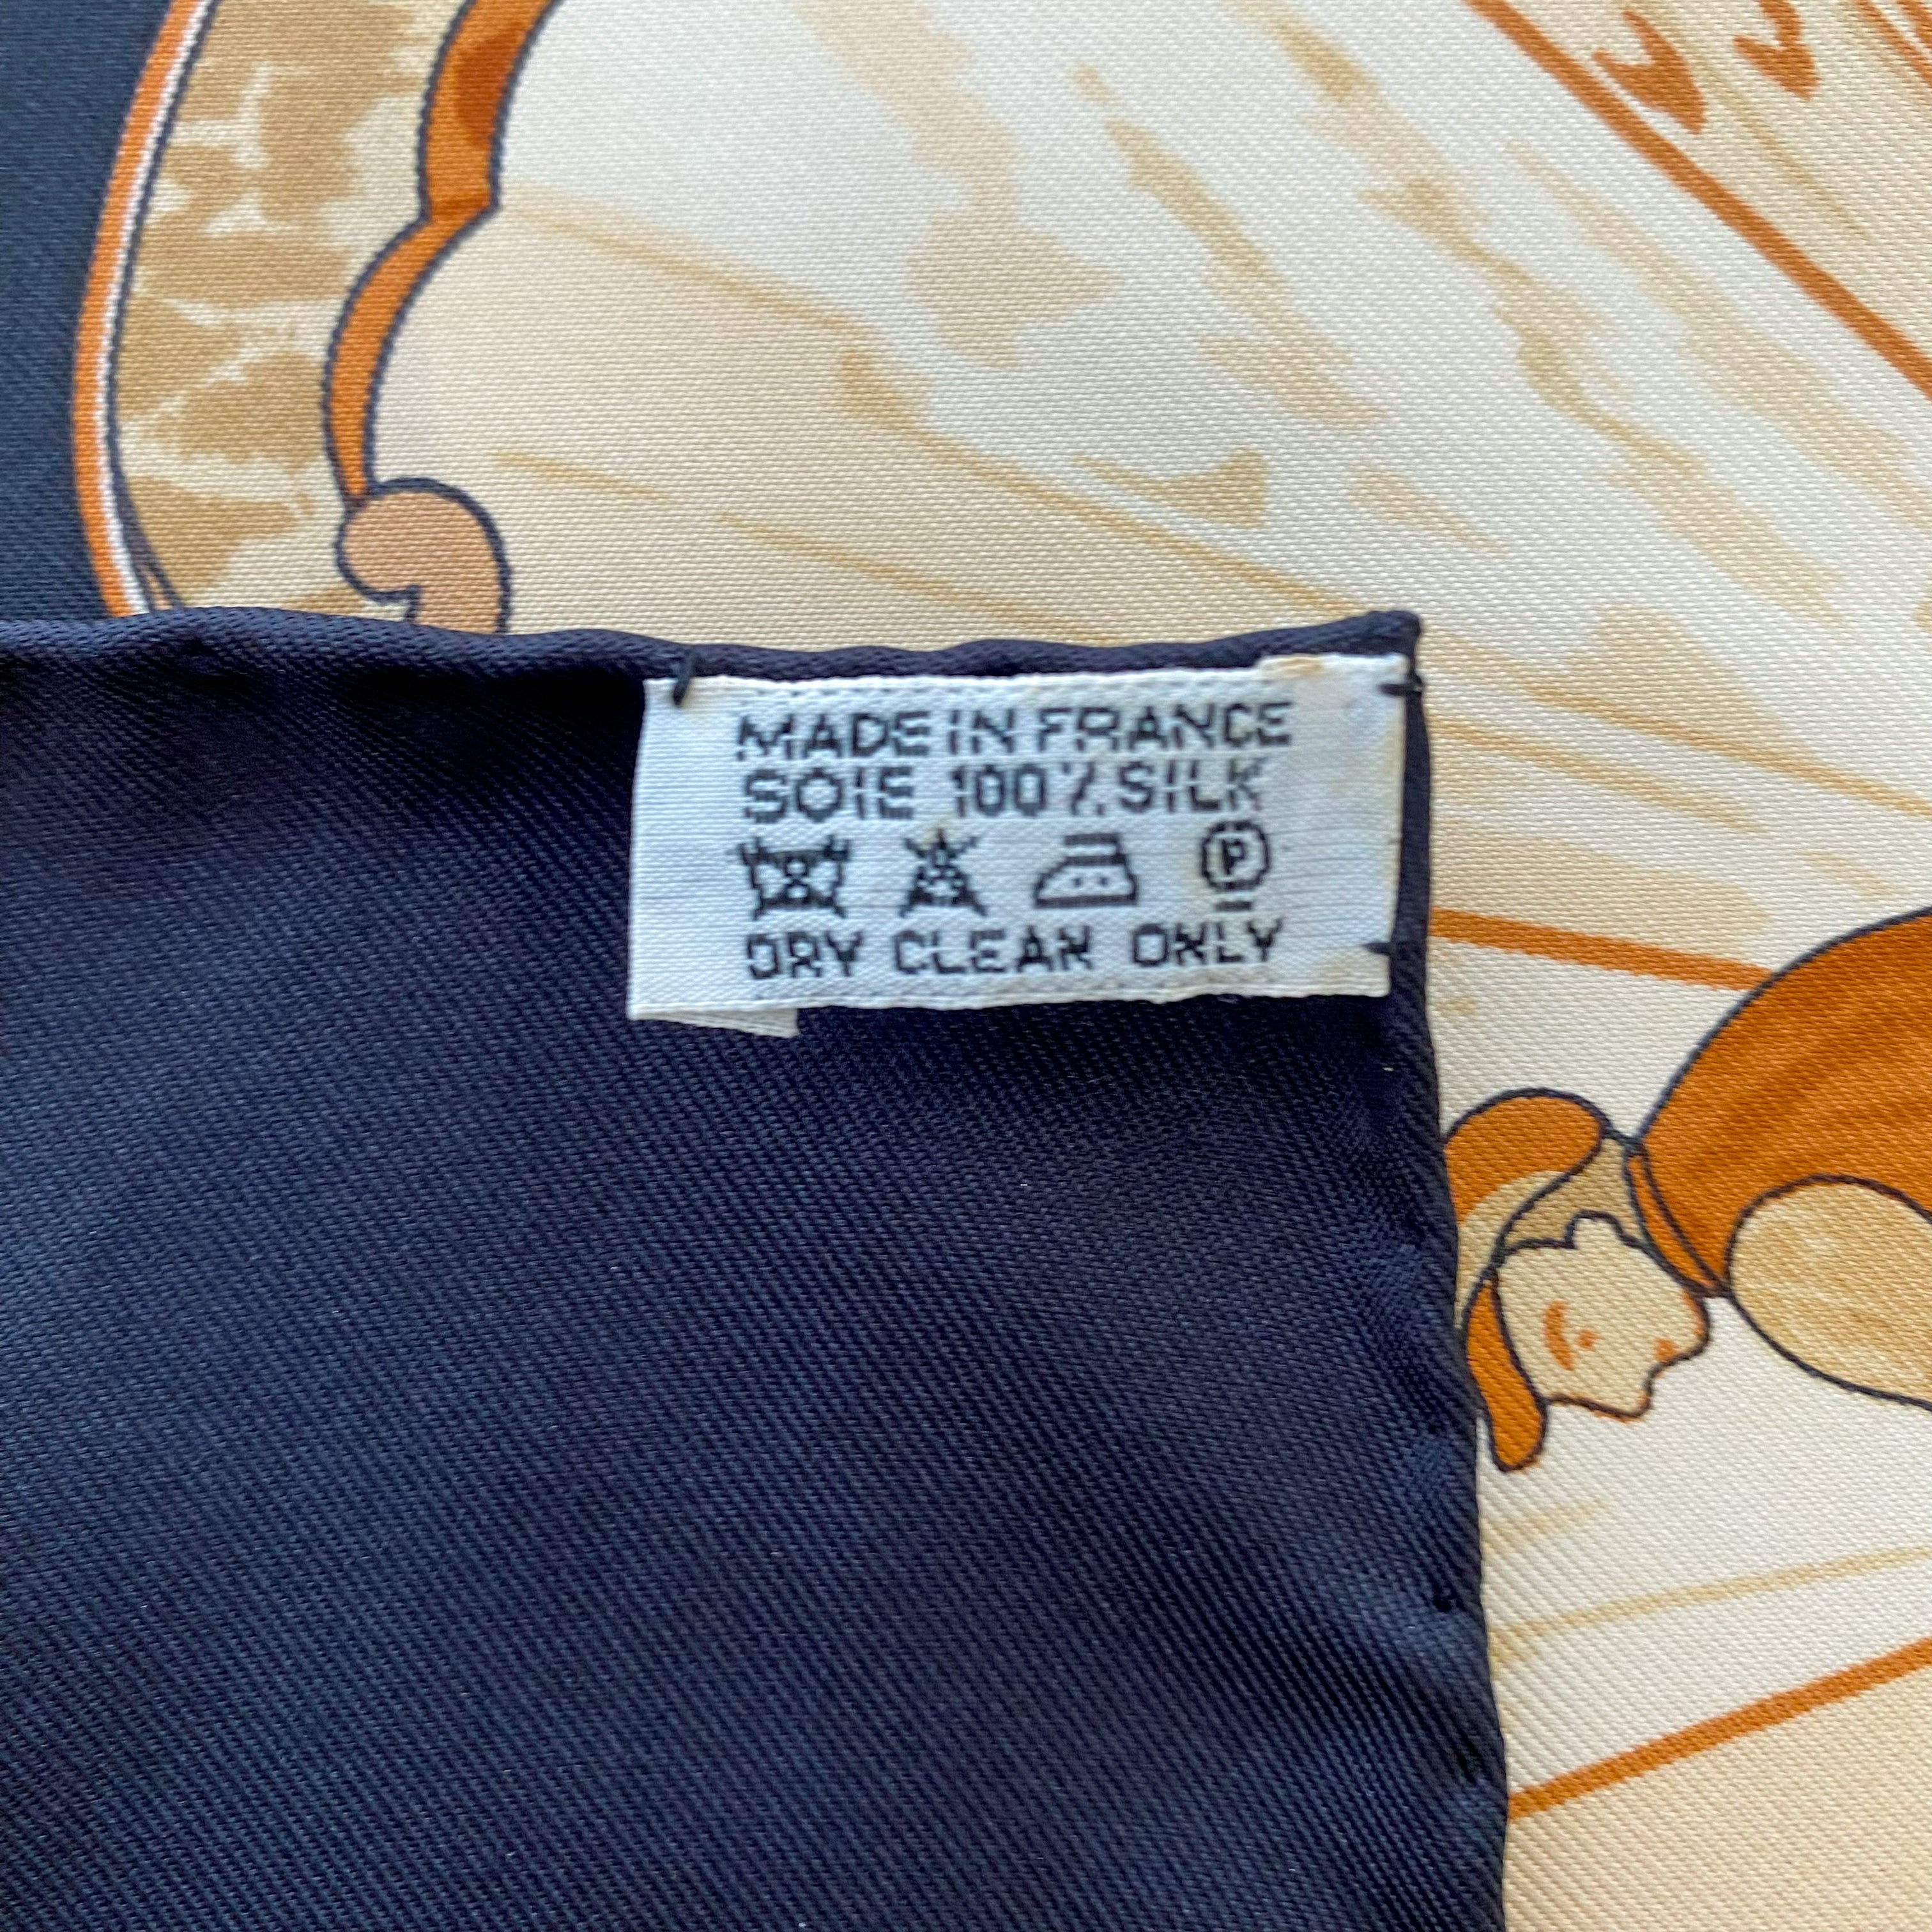 MADE IN FRANCE
SOIE 100% SILK
P
DRY CLEAN ONLY